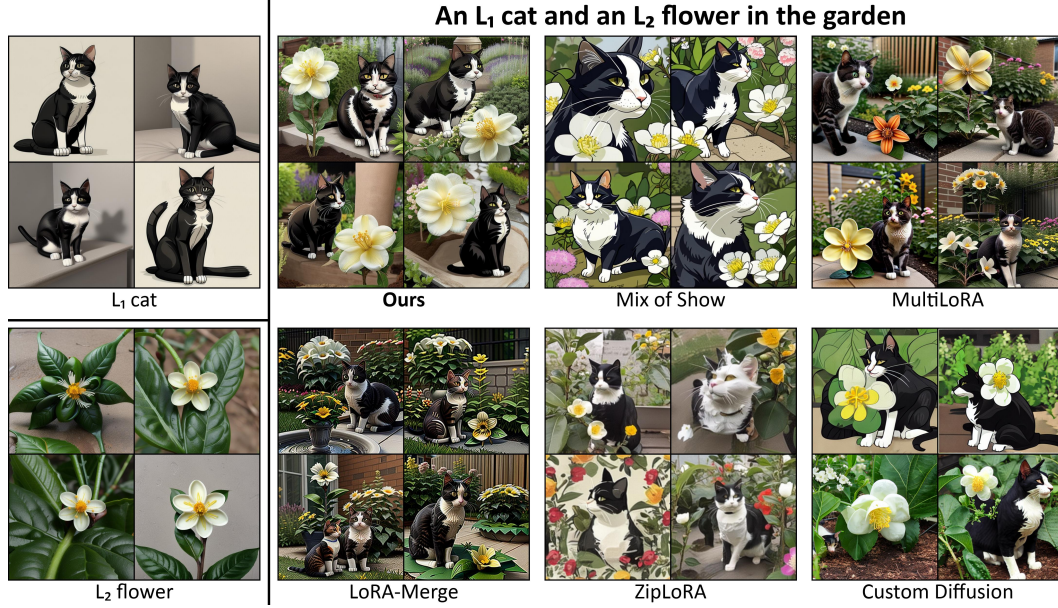 An L₁ cat and an L₂ flower in the garden
L₁ cat
Ours
Mix of Show
MultiLoRA
L₂ flower
LoRA-Merge
ZipLoRA
Custom Diffusion